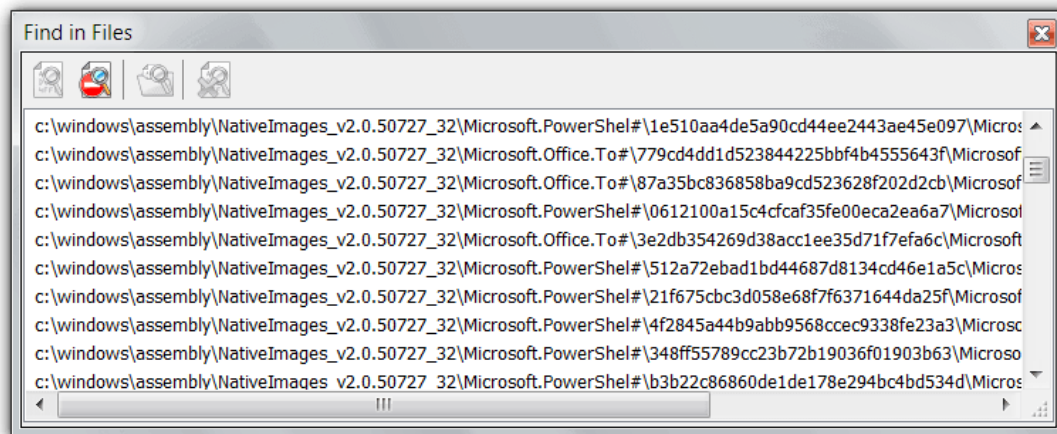 Find in Files
c:\windows\assembly\NativeImages_v2.0.50727_32\Microsoft.PowerShel#\1e510aa4de5a90cd44ee2443ae45e097\Micros
c:\windows\assembly\NativeImages_v2.0.50727_32\Microsoft.Office.To#\779cd4dd1d523844225bbf4b4555643f\Microsof
c:\windows\assembly\NativeImages_v2.0.50727_32\Microsoft.Office.To#\87a35bc836858ba9cd523628f202d2cb\Microsof
c:\windows\assembly\NativeImages_v2.0.50727_32\Microsoft.PowerShel#\0612100a15c4cfcaf35fe00eca2ea6a7\Microsof
c:\windows\assembly\NativeImages_v2.0.50727_32\Microsoft.Office.To#\3e2db354269d38acc1ee35d71f7efa6c\Microsoft
c:\windows\assembly\NativeImages_v2.0.50727_32\Microsoft.PowerShel#\512a72ebad1bd44687d8134cd46e1a5c\Micros
c:\windows\assembly\NativeImages_v2.0.50727_32\Microsoft.PowerShel#\21f675cbc3d058e68f7f6371644da25f\Microsof
c:\windows\assembly\NativeImages_v2.0.50727_32\Microsoft.PowerShel#\4f2845a44b9abb9568ccec9338fe23a3\Microsc
c:\windows\assembly\NativeImages_v2.0.50727_32\Microsoft.PowerShel#\348ff55789cc23b72b19036f01903b63\Microso
c:\windows\assembly\NativeImages_v2.0.50727_32\Microsoft.PowerShel#\b3b22c86860de1de178e294bc4bd534d\Micros